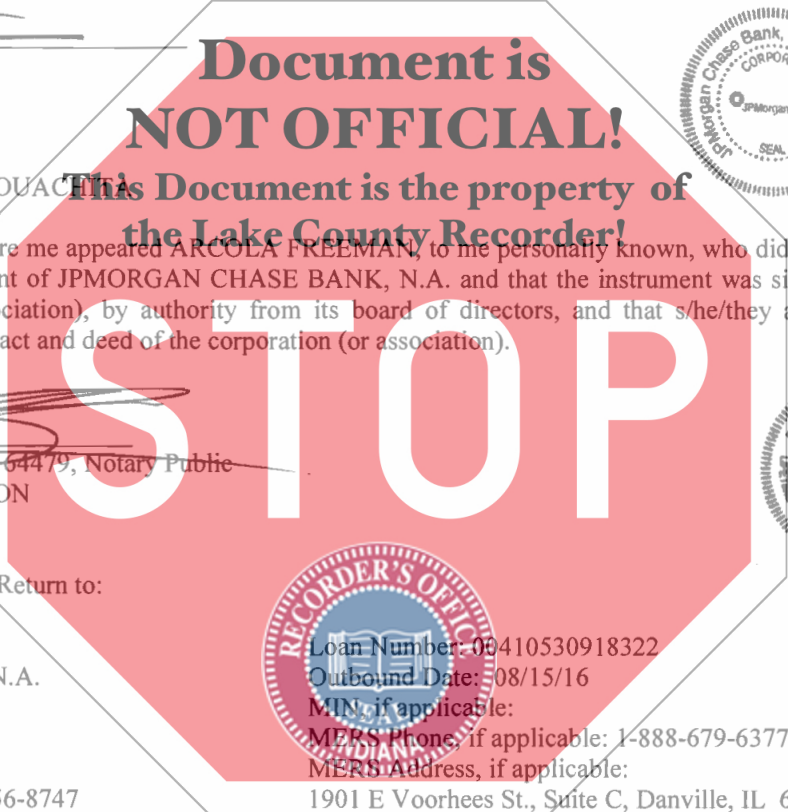 Document is
NOT OFFICIAL!
JPMorgan Chase Bank,
SEAL
OUACHITA
This Document is the property of
the Lake County Recorder!
re me appeared ARCOLA FREEMAN, to me personally known, who did
nt of JPMORGAN CHASE BANK, N.A. and that the instrument was si
ociation), by authority from its board of directors, and that s/he/they a
act and deed of the corporation (or association).
STOP
64479, Notary Public
ON
Return to:
RECORDER'S OFFIC
Loan Number: 00410530918322
N.A.
Outbound Date: 08/15/16
MIN, if applicable:
SEAL
INDIANA
MERS Phone, if applicable: 1-888-679-6377
MERS Address, if applicable:
56-8747
1901 E Voorhees St., Suite C, Danville, IL 6